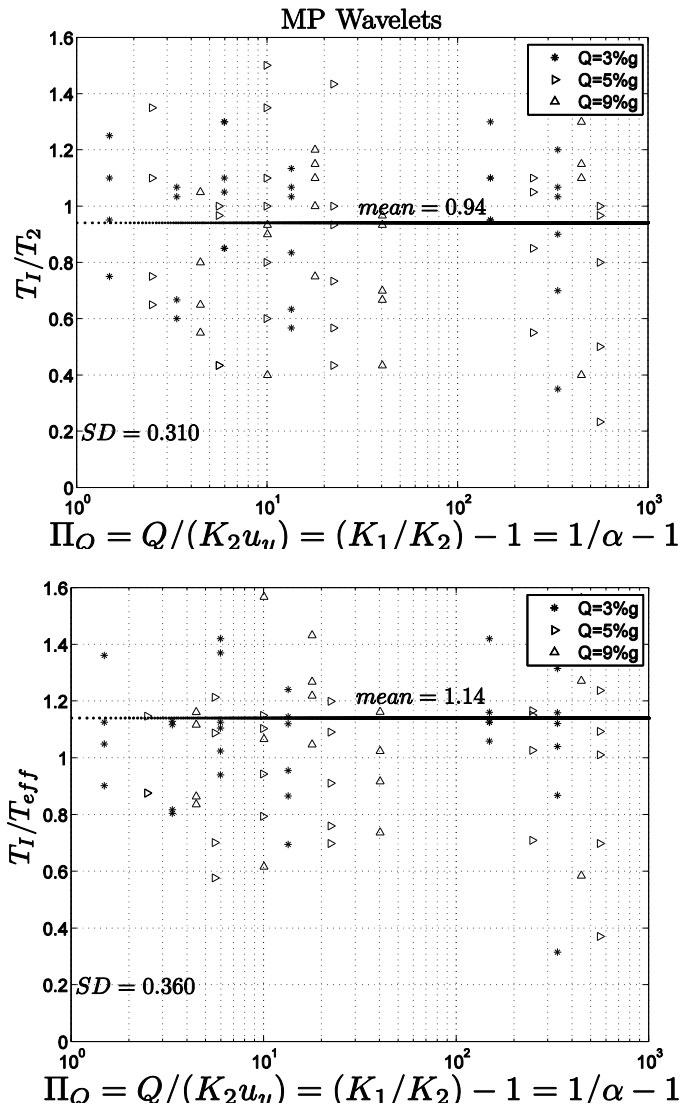 MP Wavelets
1.6
1.4
1.2
1
0.8
0.6
0.4
0.2
0
T_I/T_2
Q=3%g
Q=5%g
Q=9%g
mean = 0.94
SD = 0.310
10^0 10^1 10^2 10^3
Π_Q = Q/(K_2u_y) = (K_1/K_2) − 1 = 1/α − 1
1.6
1.4
1.2
1
0.8
0.6
0.4
0.2
0
T_I/T_eff
Q=3%g
Q=5%g
Q=9%g
mean = 1.14
SD = 0.360
10^0 10^1 10^2 10^3
Π_Q = Q/(K_2u_y) = (K_1/K_2) − 1 = 1/α − 1